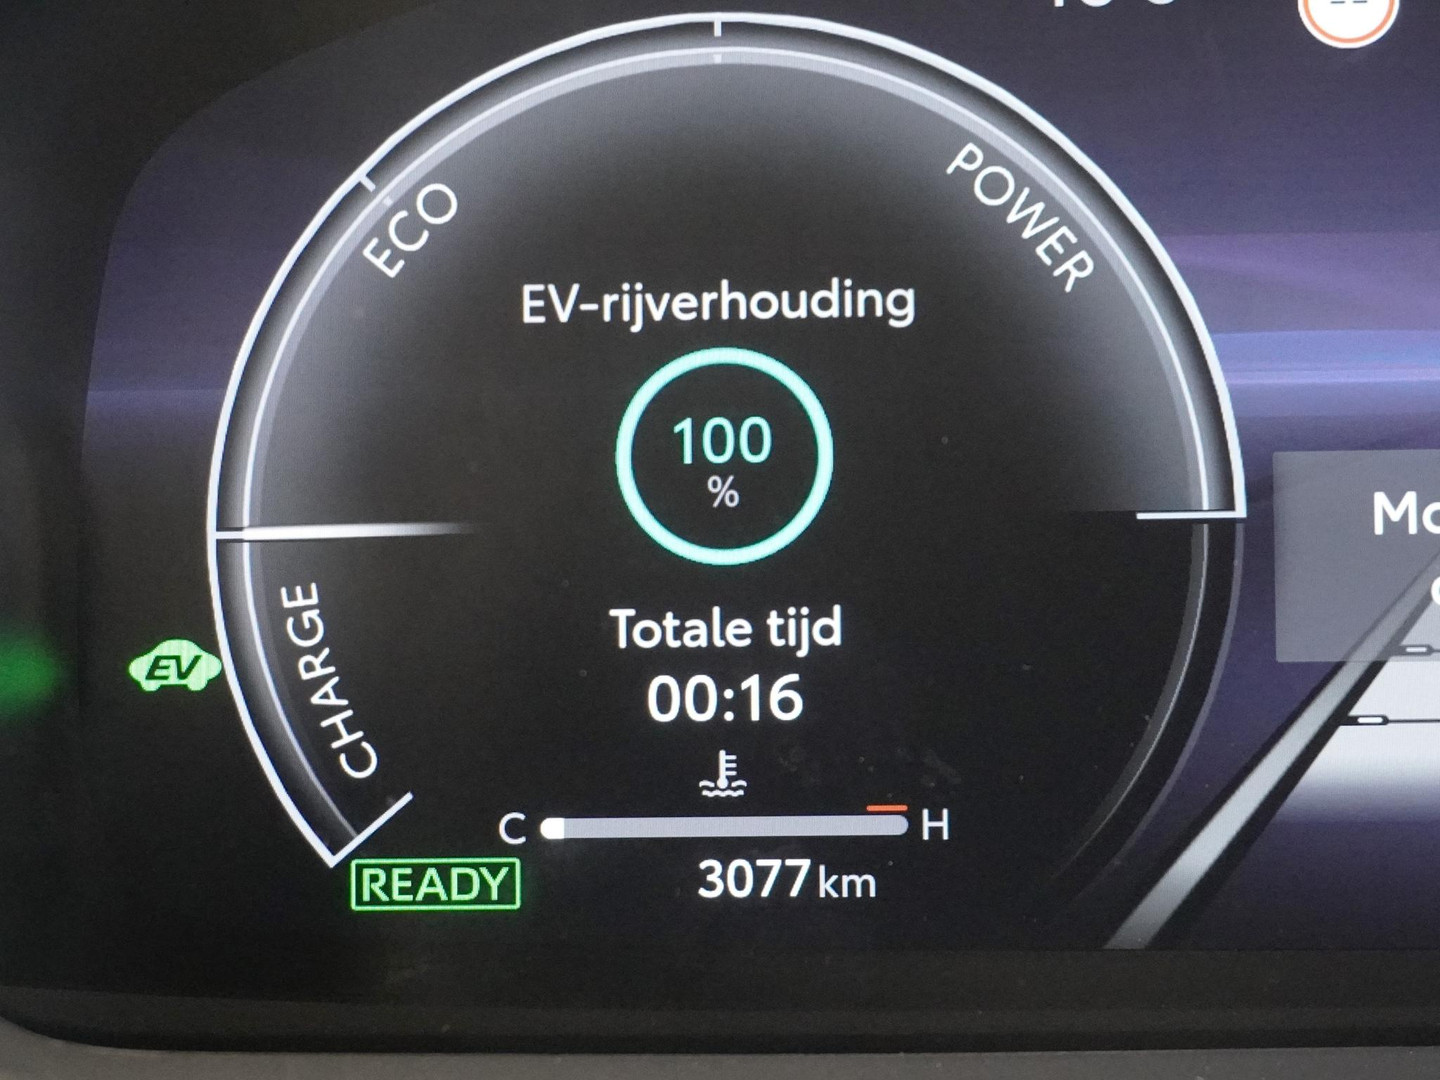 ECO
POWER
EV-rijverhouding
100
%
CHARGE
EV
Totale tijd
00:16
C H
3077 km
READY